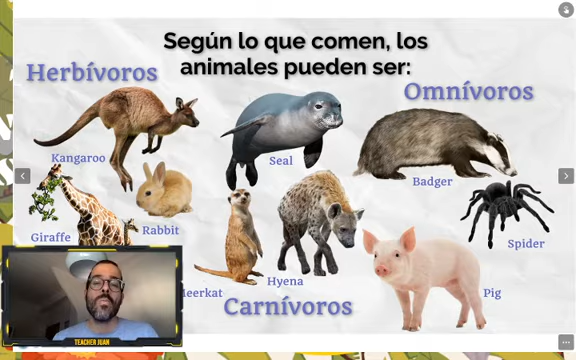 Según lo que comen, los
animales pueden ser:
Herbívoros
Omnívoros
Kangaroo
Seal
Badger
Giraffe
Rabbit
Spider
Meerkat
Hyena
Pig
Carnívoros
TEACHER JUAN